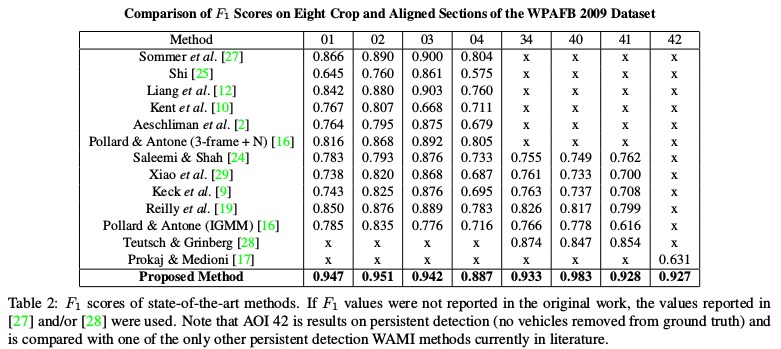 Comparison of F1 Scores on Eight Crop and Aligned Sections of the WPAFB 2009 Dataset
Method 01 02 03 04 34 40 41 42
Sommer et al. [27] 0.866 0.890 0.900 0.804 x x x x
Shi [25] 0.645 0.760 0.861 0.575 x x x x
Liang et al. [12] 0.842 0.880 0.903 0.760 x x x x
Kent et al. [10] 0.767 0.807 0.668 0.711 x x x x
Aeschliman et al. [2] 0.764 0.795 0.875 0.679 x x x x
Pollard & Antone (3-frame + N) [16] 0.816 0.868 0.892 0.805 x x x x
Saleemi & Shah [24] 0.783 0.793 0.876 0.733 0.755 0.749 0.762 x
Xiao et al. [29] 0.738 0.820 0.868 0.687 0.761 0.733 0.700 x
Keck et al. [9] 0.743 0.825 0.876 0.695 0.763 0.737 0.708 x
Reilly et al. [19] 0.850 0.876 0.889 0.783 0.826 0.817 0.799 x
Pollard & Antone (IGMM) [16] 0.785 0.835 0.776 0.716 0.766 0.778 0.616 x
Teutsch & Grinberg [28] x x x x 0.874 0.847 0.854 x
Prokaj & Medioni [17] x x x x x x x 0.631
Proposed Method 0.947 0.951 0.942 0.887 0.933 0.983 0.928 0.927
Table 2: F1 scores of state-of-the-art methods. If F1 values were not reported in the original work, the values reported in
[27] and/or [28] were used. Note that AOI 42 is results on persistent detection (no vehicles removed from ground truth) and
is compared with one of the only other persistent detection WAMI methods currently in literature.